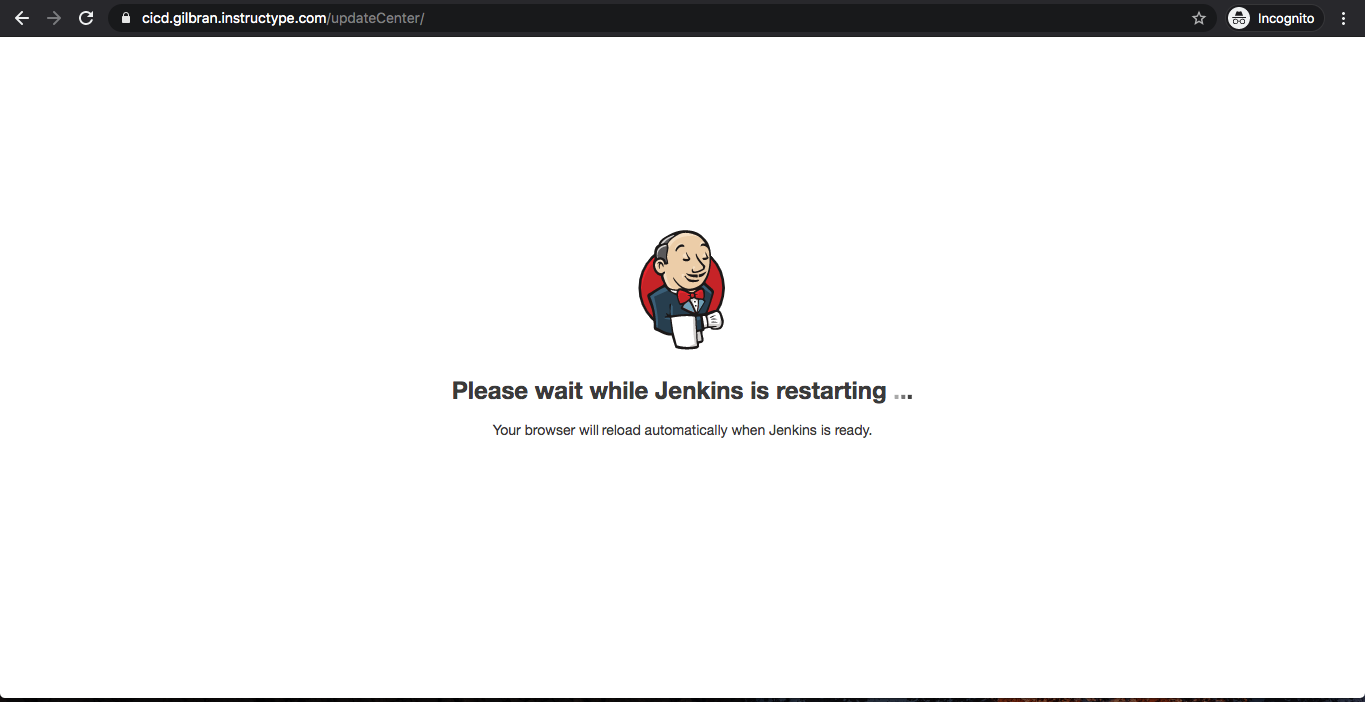 cicd.gilbran.instructype.com/updateCenter/
Incognito
Please wait while Jenkins is restarting ...
Your browser will reload automatically when Jenkins is ready.